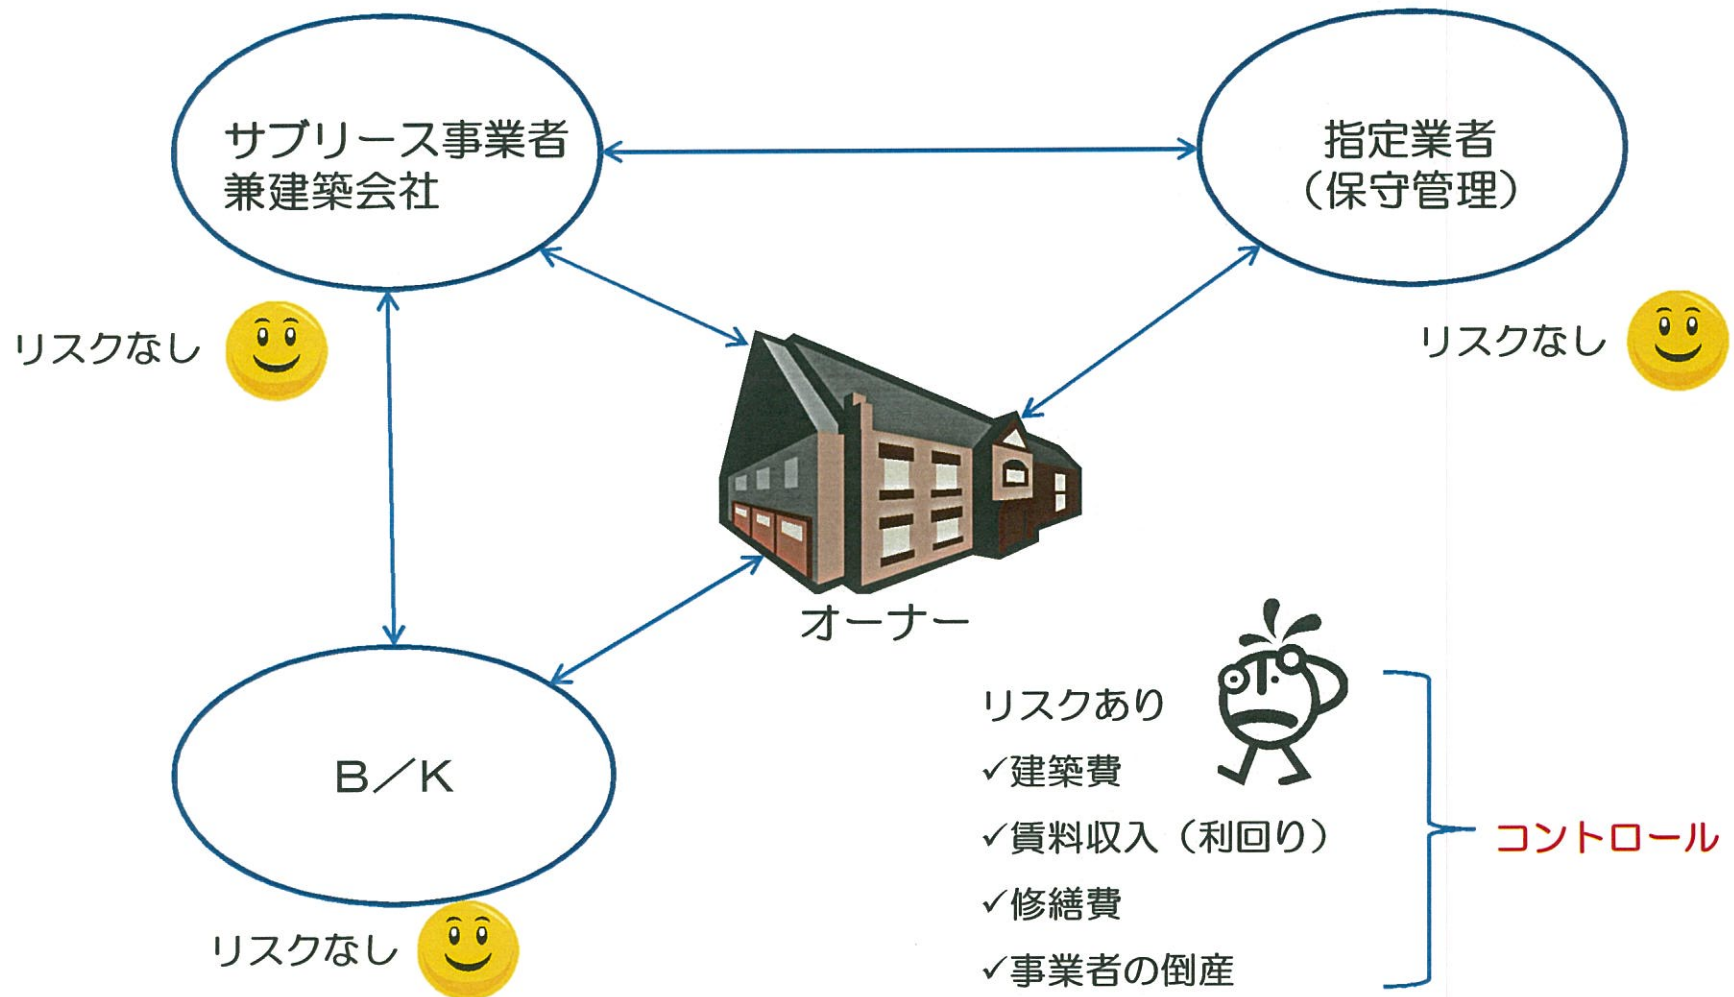 サブリース事業者
兼建築会社
指定業者
（保守管理）
リスクなし
リスクなし
オーナー
B／K
リスクなし
リスクあり
✓建築費
✓賃料収入（利回り）
✓修繕費
✓事業者の倒産
コントロール